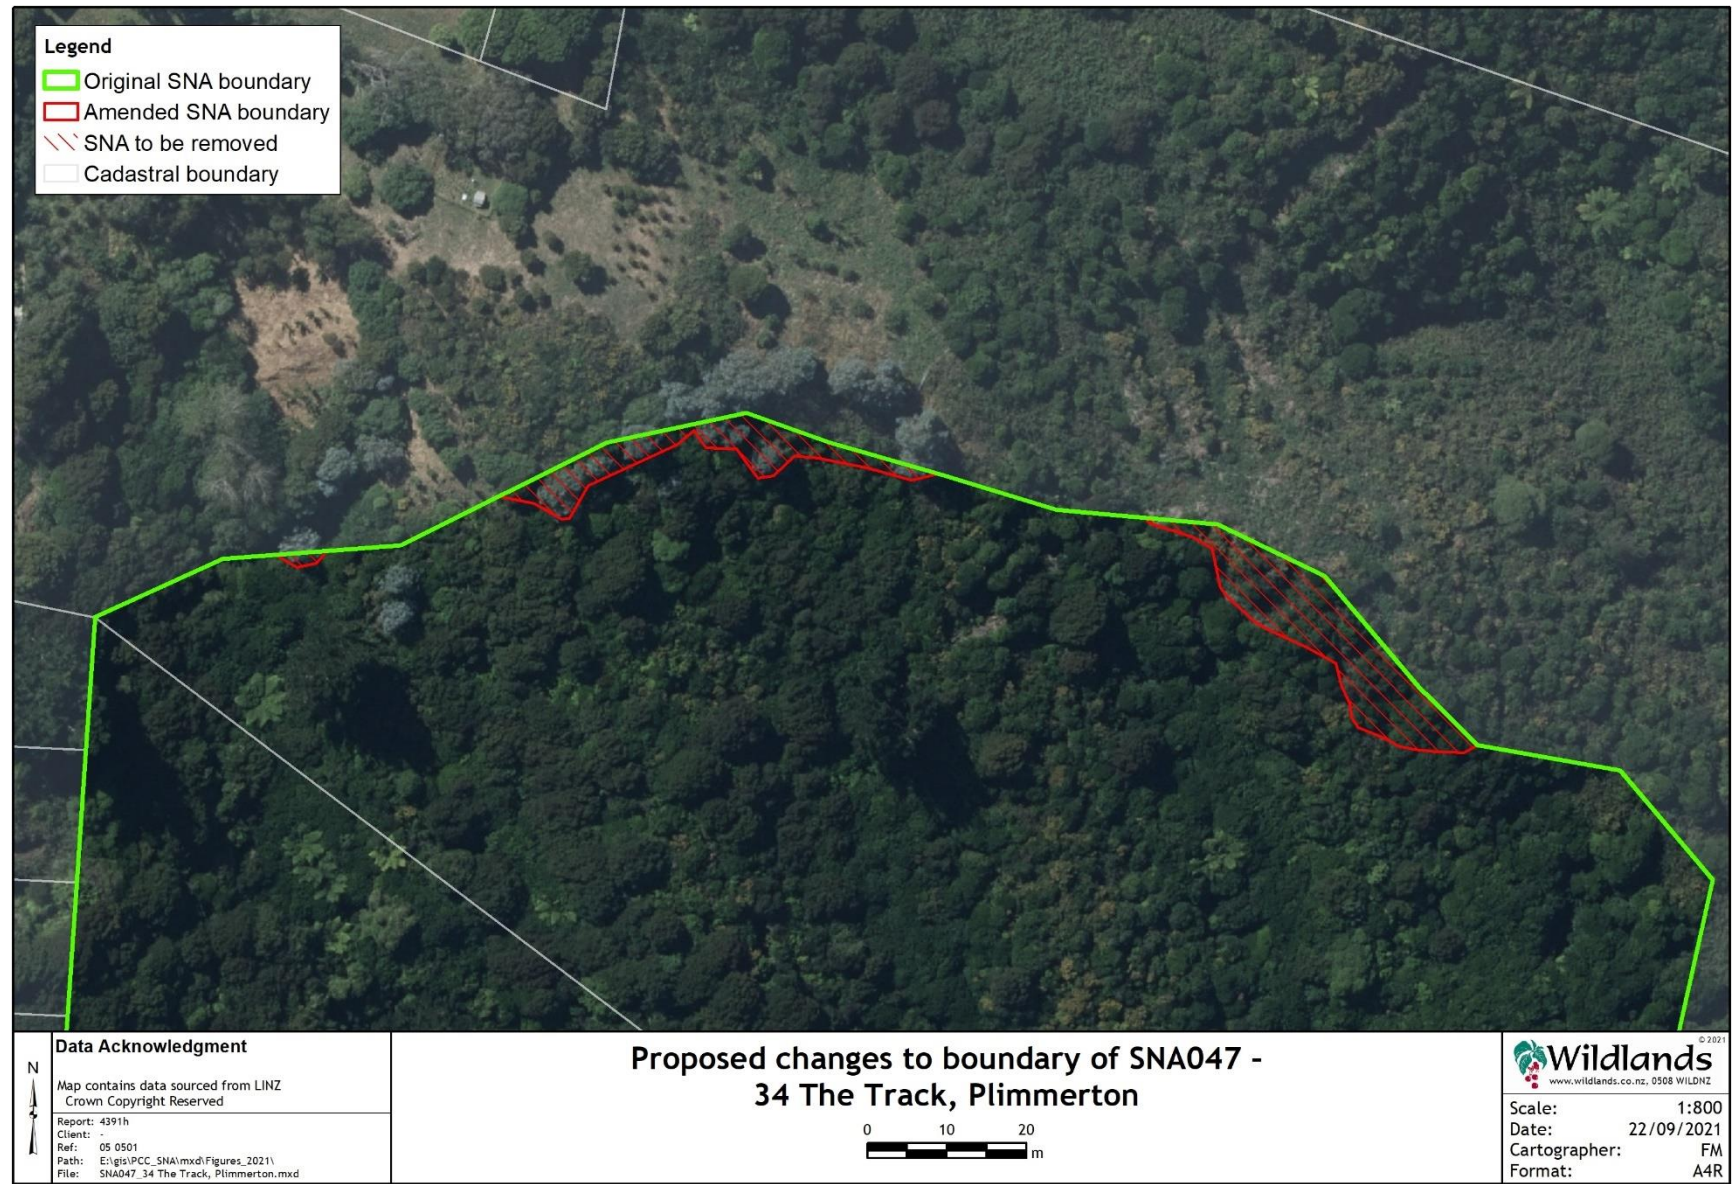 Legend
Original SNA boundary
Amended SNA boundary
SNA to be removed
Cadastral boundary
N
Data Acknowledgment
Map contains data sourced from LINZ
Crown Copyright Reserved
Report: 4391h
Client: -
Ref: 05 0501
Path: E:\gis\PCC_SNA\mxd\Figures_2021\
File: SNA047_34 The Track, Plimmerton.mxd
Proposed changes to boundary of SNA047 -
34 The Track, Plimmerton
0 10 20
m
© 2021
Wildlands
www.wildlands.co.nz, 0508 WILDNZ
Scale: 1:800
Date: 22/09/2021
Cartographer: FM
Format: A4R